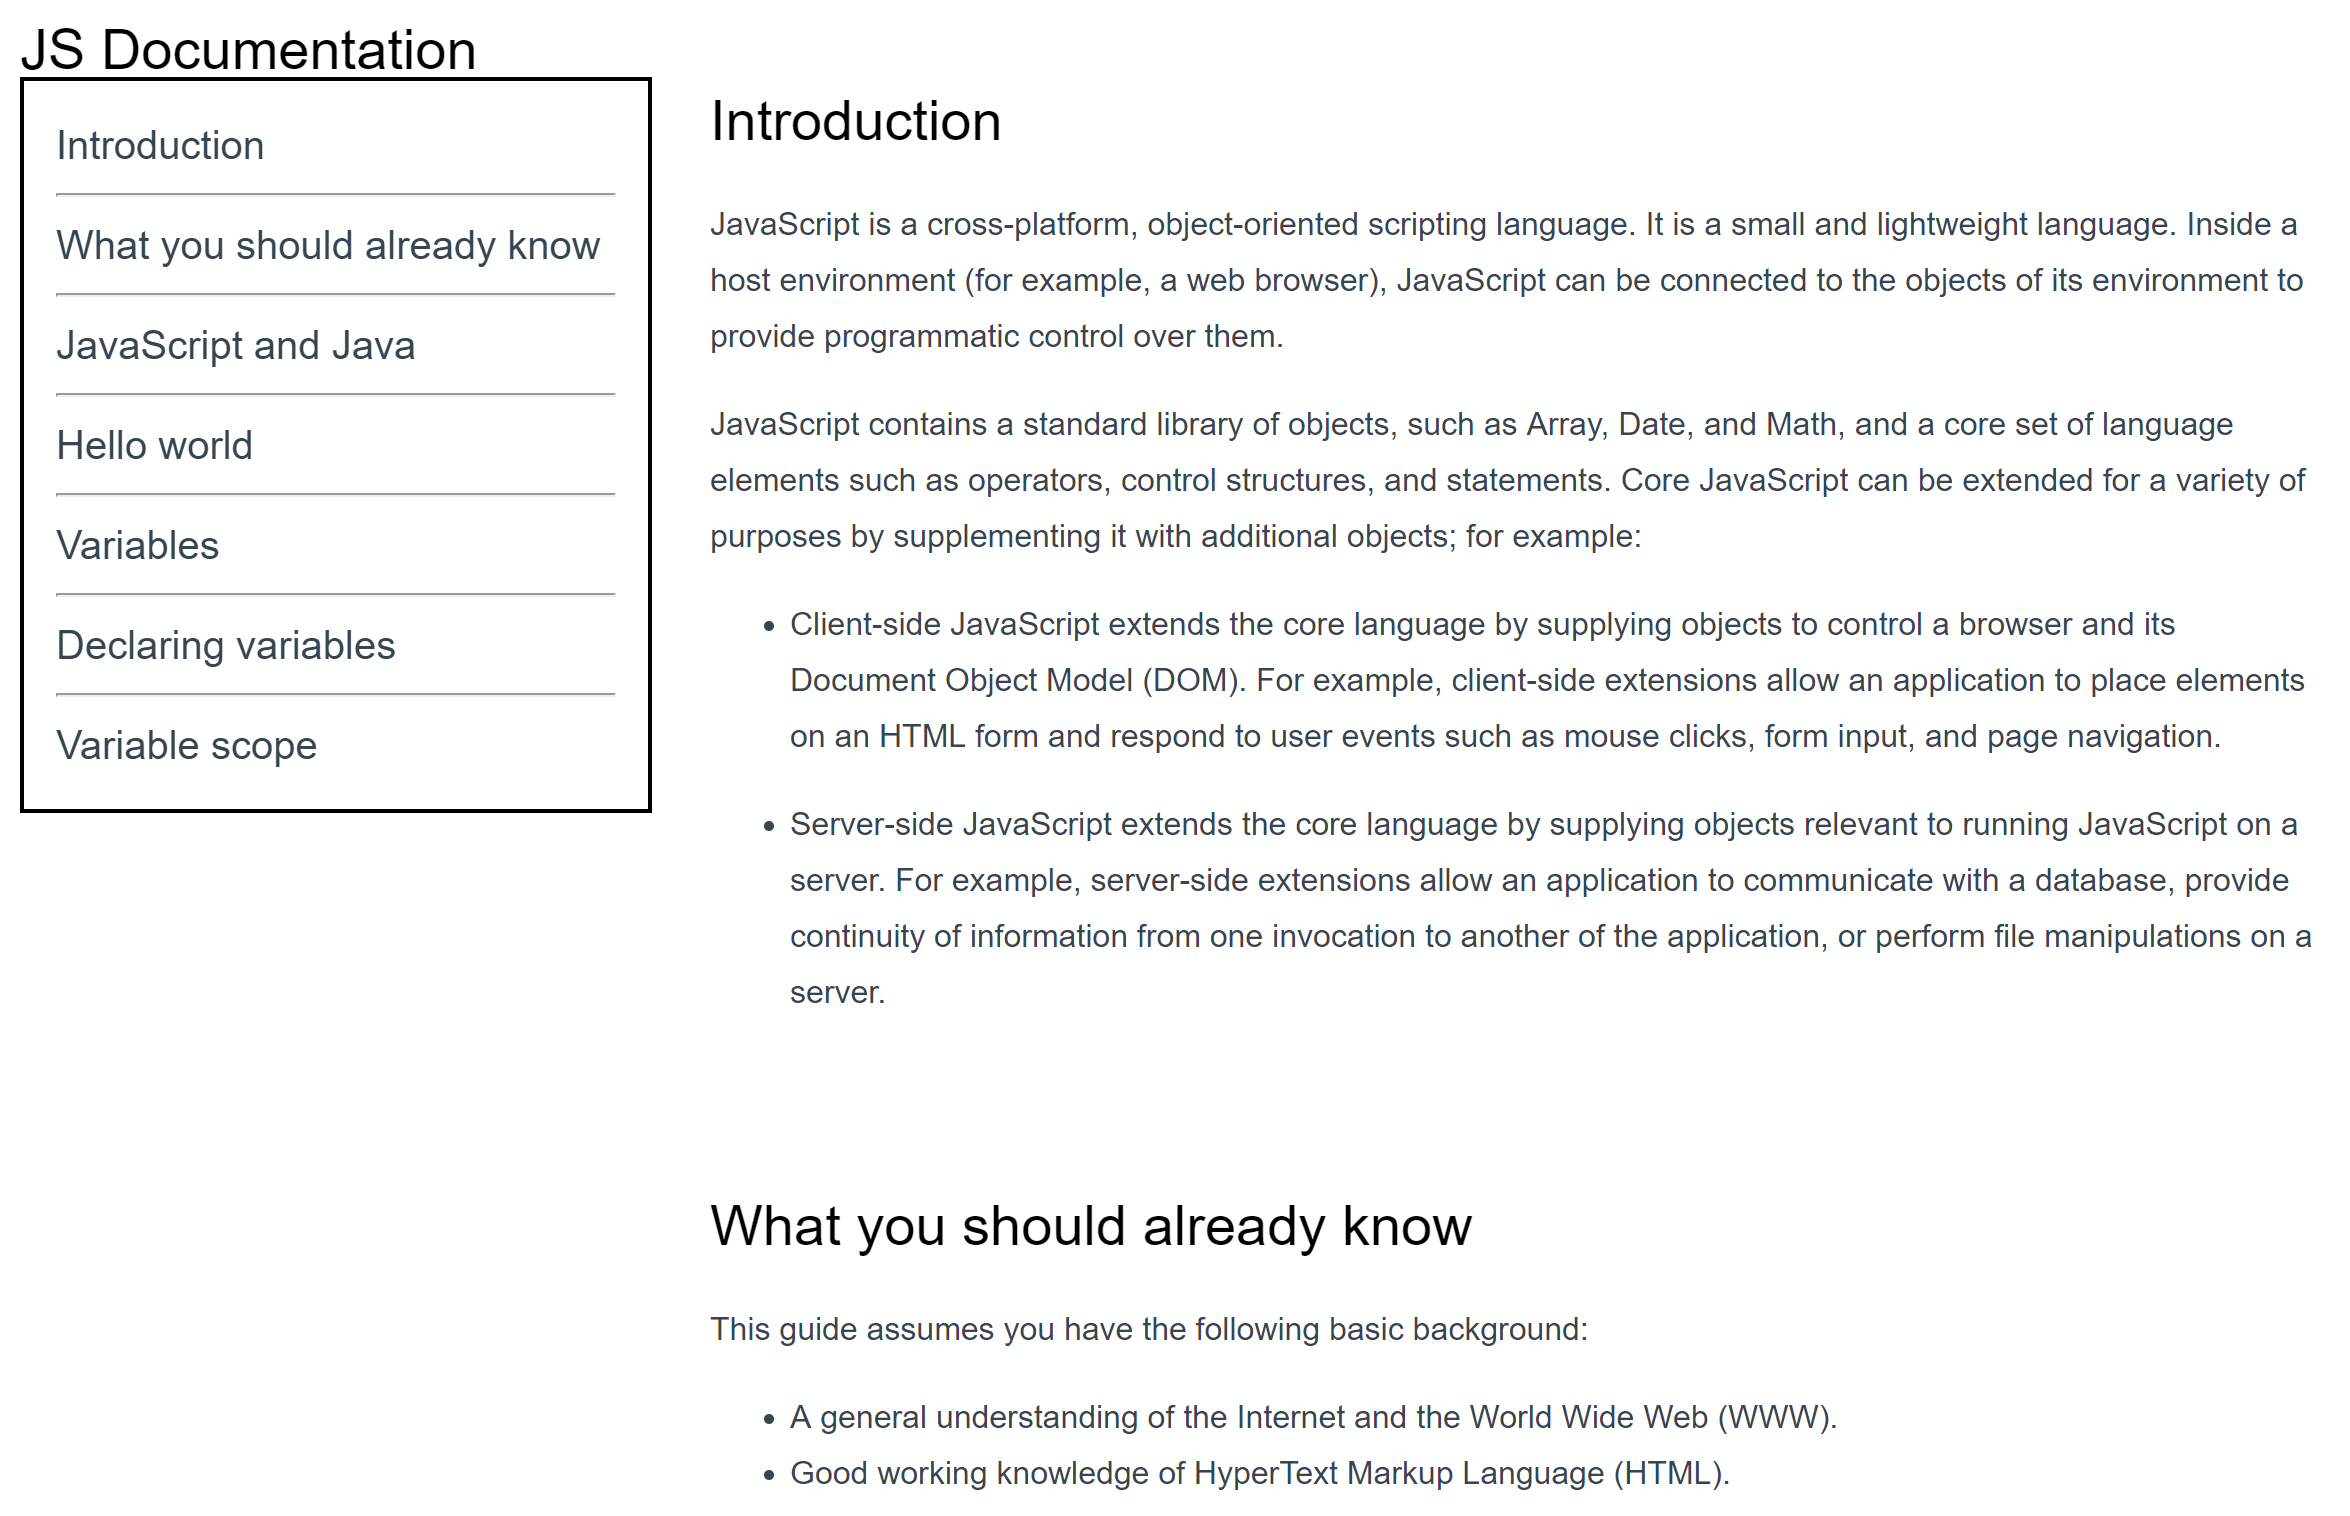 JS Documentation
Introduction
What you should already know
JavaScript and Java
Hello world
Variables
Declaring variables
Variable scope
Introduction
JavaScript is a cross-platform, object-oriented scripting language. It is a small and lightweight language. Inside a
host environment (for example, a web browser), JavaScript can be connected to the objects of its environment to
provide programmatic control over them.
JavaScript contains a standard library of objects, such as Array, Date, and Math, and a core set of language
elements such as operators, control structures, and statements. Core JavaScript can be extended for a variety of
purposes by supplementing it with additional objects; for example:
• Client-side JavaScript extends the core language by supplying objects to control a browser and its
Document Object Model (DOM). For example, client-side extensions allow an application to place elements
on an HTML form and respond to user events such as mouse clicks, form input, and page navigation.
• Server-side JavaScript extends the core language by supplying objects relevant to running JavaScript on a
server. For example, server-side extensions allow an application to communicate with a database, provide
continuity of information from one invocation to another of the application, or perform file manipulations on a
server.
What you should already know
This guide assumes you have the following basic background:
• A general understanding of the Internet and the World Wide Web (WWW).
• Good working knowledge of HyperText Markup Language (HTML).